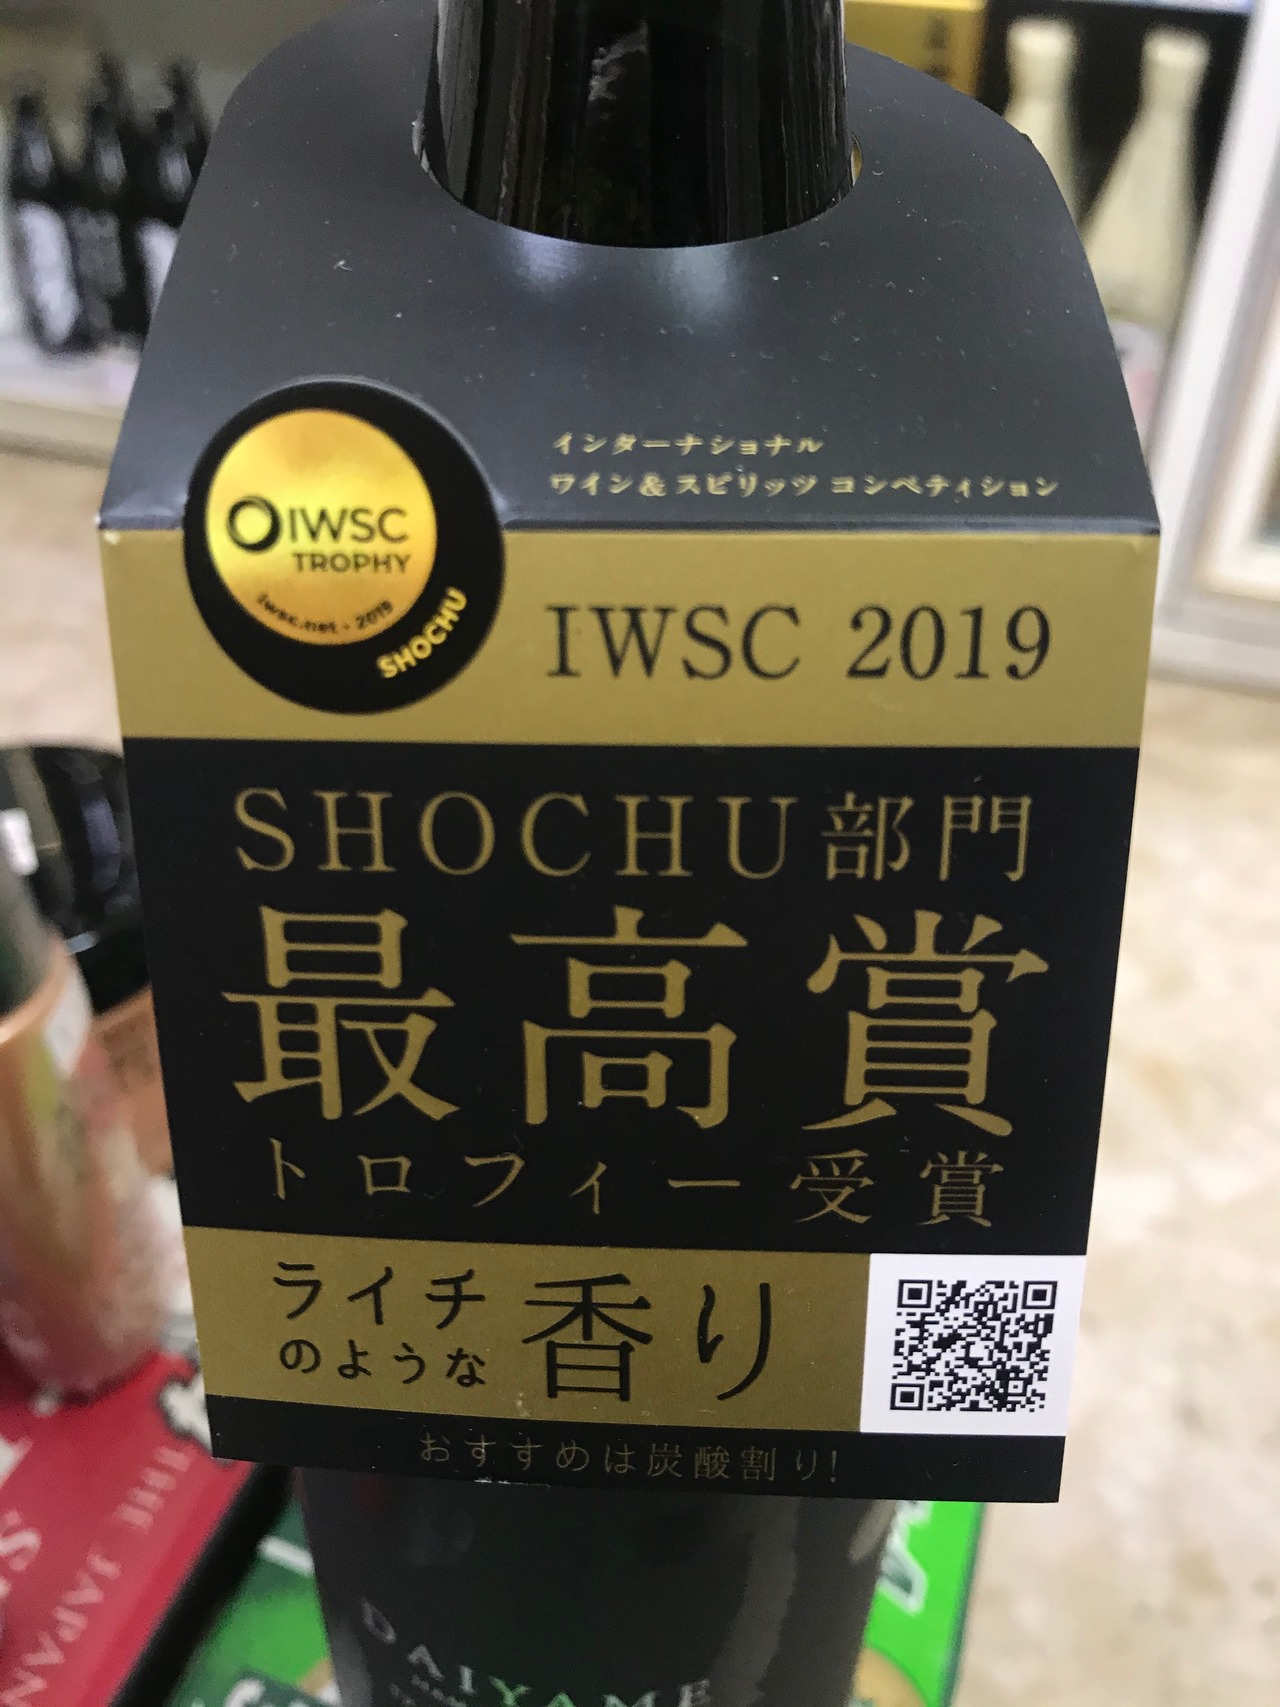 インターナショナル
ワイン＆スピリッツ コンペティション
IWSC
TROPHY
iwsc.net・2019
SHOCHU
IWSC 2019
SHOCHU部門
最高賞
トロフィー受賞
ライチ
のような
香り
おすすめは炭酸割り!
DAIYAME
THE JAPAN